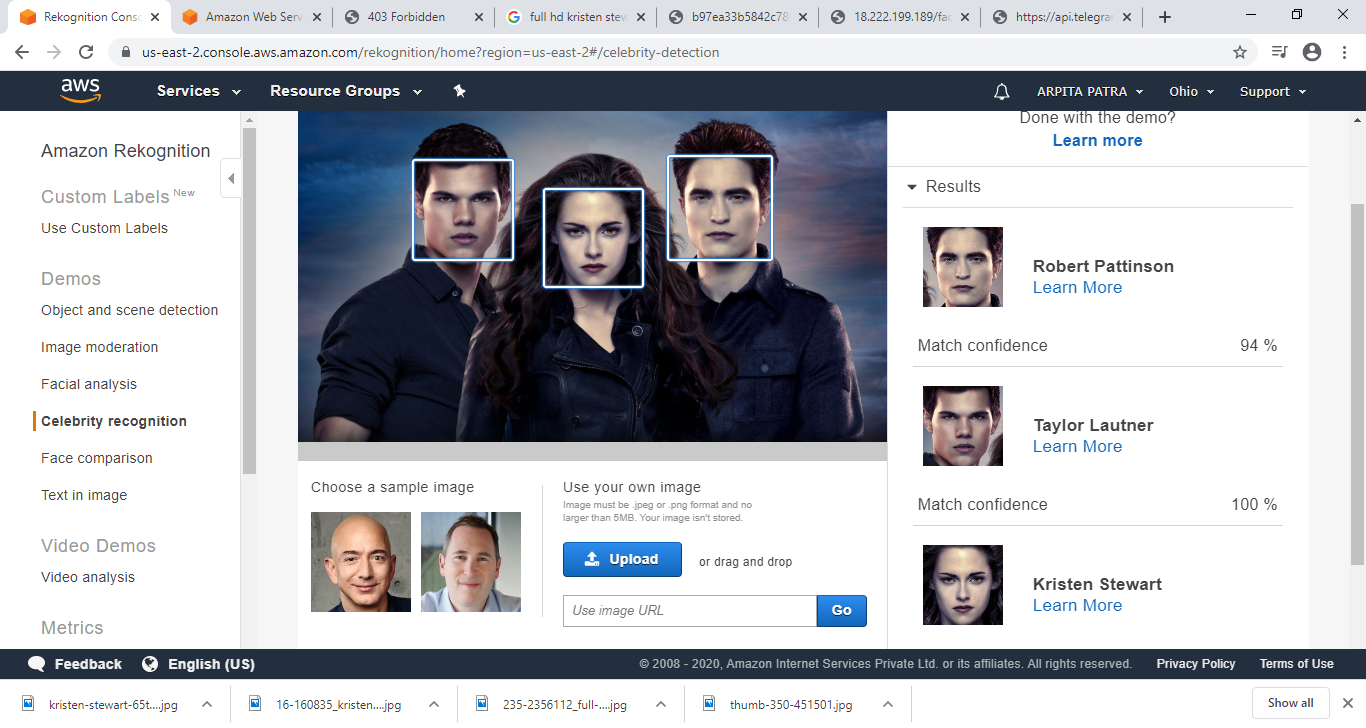 Rekognition Consc
Amazon Web Serv
403 Forbidden
full hd kristen stew
b97ea33b5842c78
18.222.199.189/fac
https://api.telegrar
us-east-2.console.aws.amazon.com/rekognition/home?region=us-east-2#/celebrity-detection
aws
Services
Resource Groups
ARPITA PATRA
Ohio
Support
Amazon Rekognition
Custom Labels New
Use Custom Labels
Demos
Object and scene detection
Image moderation
Facial analysis
Celebrity recognition
Face comparison
Text in image
Video Demos
Video analysis
Metrics
Choose a sample image
Use your own image
Image must be .jpeg or .png format and no
larger than 5MB. Your image isn't stored.
Upload
or drag and drop
Use image URL
Go
Done with the demo?
Learn more
Results
Robert Pattinson
Learn More
Match confidence 94 %
Taylor Lautner
Learn More
Match confidence 100 %
Kristen Stewart
Learn More
Feedback
English (US)
© 2008 - 2020, Amazon Internet Services Private Ltd. or its affiliates. All rights reserved.
Privacy Policy
Terms of Use
kristen-stewart-65t....jpg
16-160835_kristen....jpg
235-2356112_full-....jpg
thumb-350-451501.jpg
Show all